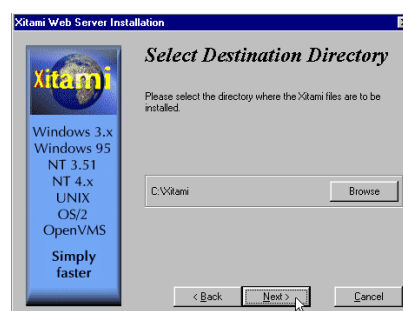 Xitami Web Server Installation
Select Destination Directory
Please select the directory where the Xitami files are to be
installed.
Xitami
Windows 3.x
Windows 95
NT 3.51
NT 4.x
UNIX
OS/2
OpenVMS
Simply
faster
C:\Xitami
Browse
< Back
Next >
Cancel